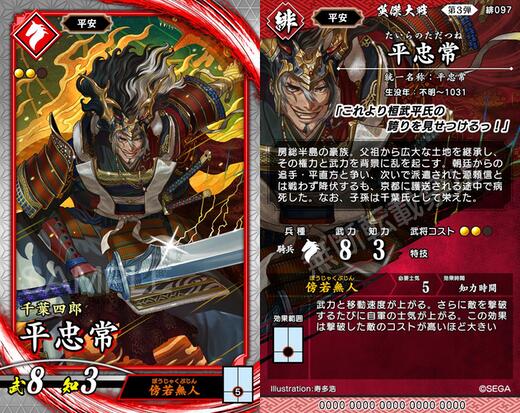 平安
千葉四郎
平忠常
武8 知3
ぼうじゃくぶじん
傍若無人
5
SAMPLE
緋
平安
英傑大戦
第3弾
緋097
たいらのただつね
平忠常
統一名称：平忠常
生没年：不明～1031
「これより桓武平氏の
誇りを見せつけるっ！」
房総半島の豪族。父祖から広大な土地を継承し、
その権力と武力を背景に乱を起こす。朝廷からの
追手・平直方と争い、次いで派遣された源頼信と
は戦わず降伏するも、京都に護送される途中で病
死した。なお、子孫は千葉氏として栄えた。
兵種 武力 知力 武将コスト
騎兵 8 3 特技
ぼうじゃくぶじん 必要士気 効果時間
傍若無人 5 知力時間
効果範囲
武力と移動速度が上がる。さらに敵を撃破
するたびに自軍の士気が上がる。この効果
は撃破した敵のコストが高いほど大きい
Illustration:寿多浩
©SEGA
0000-0000-0000-0000-0000